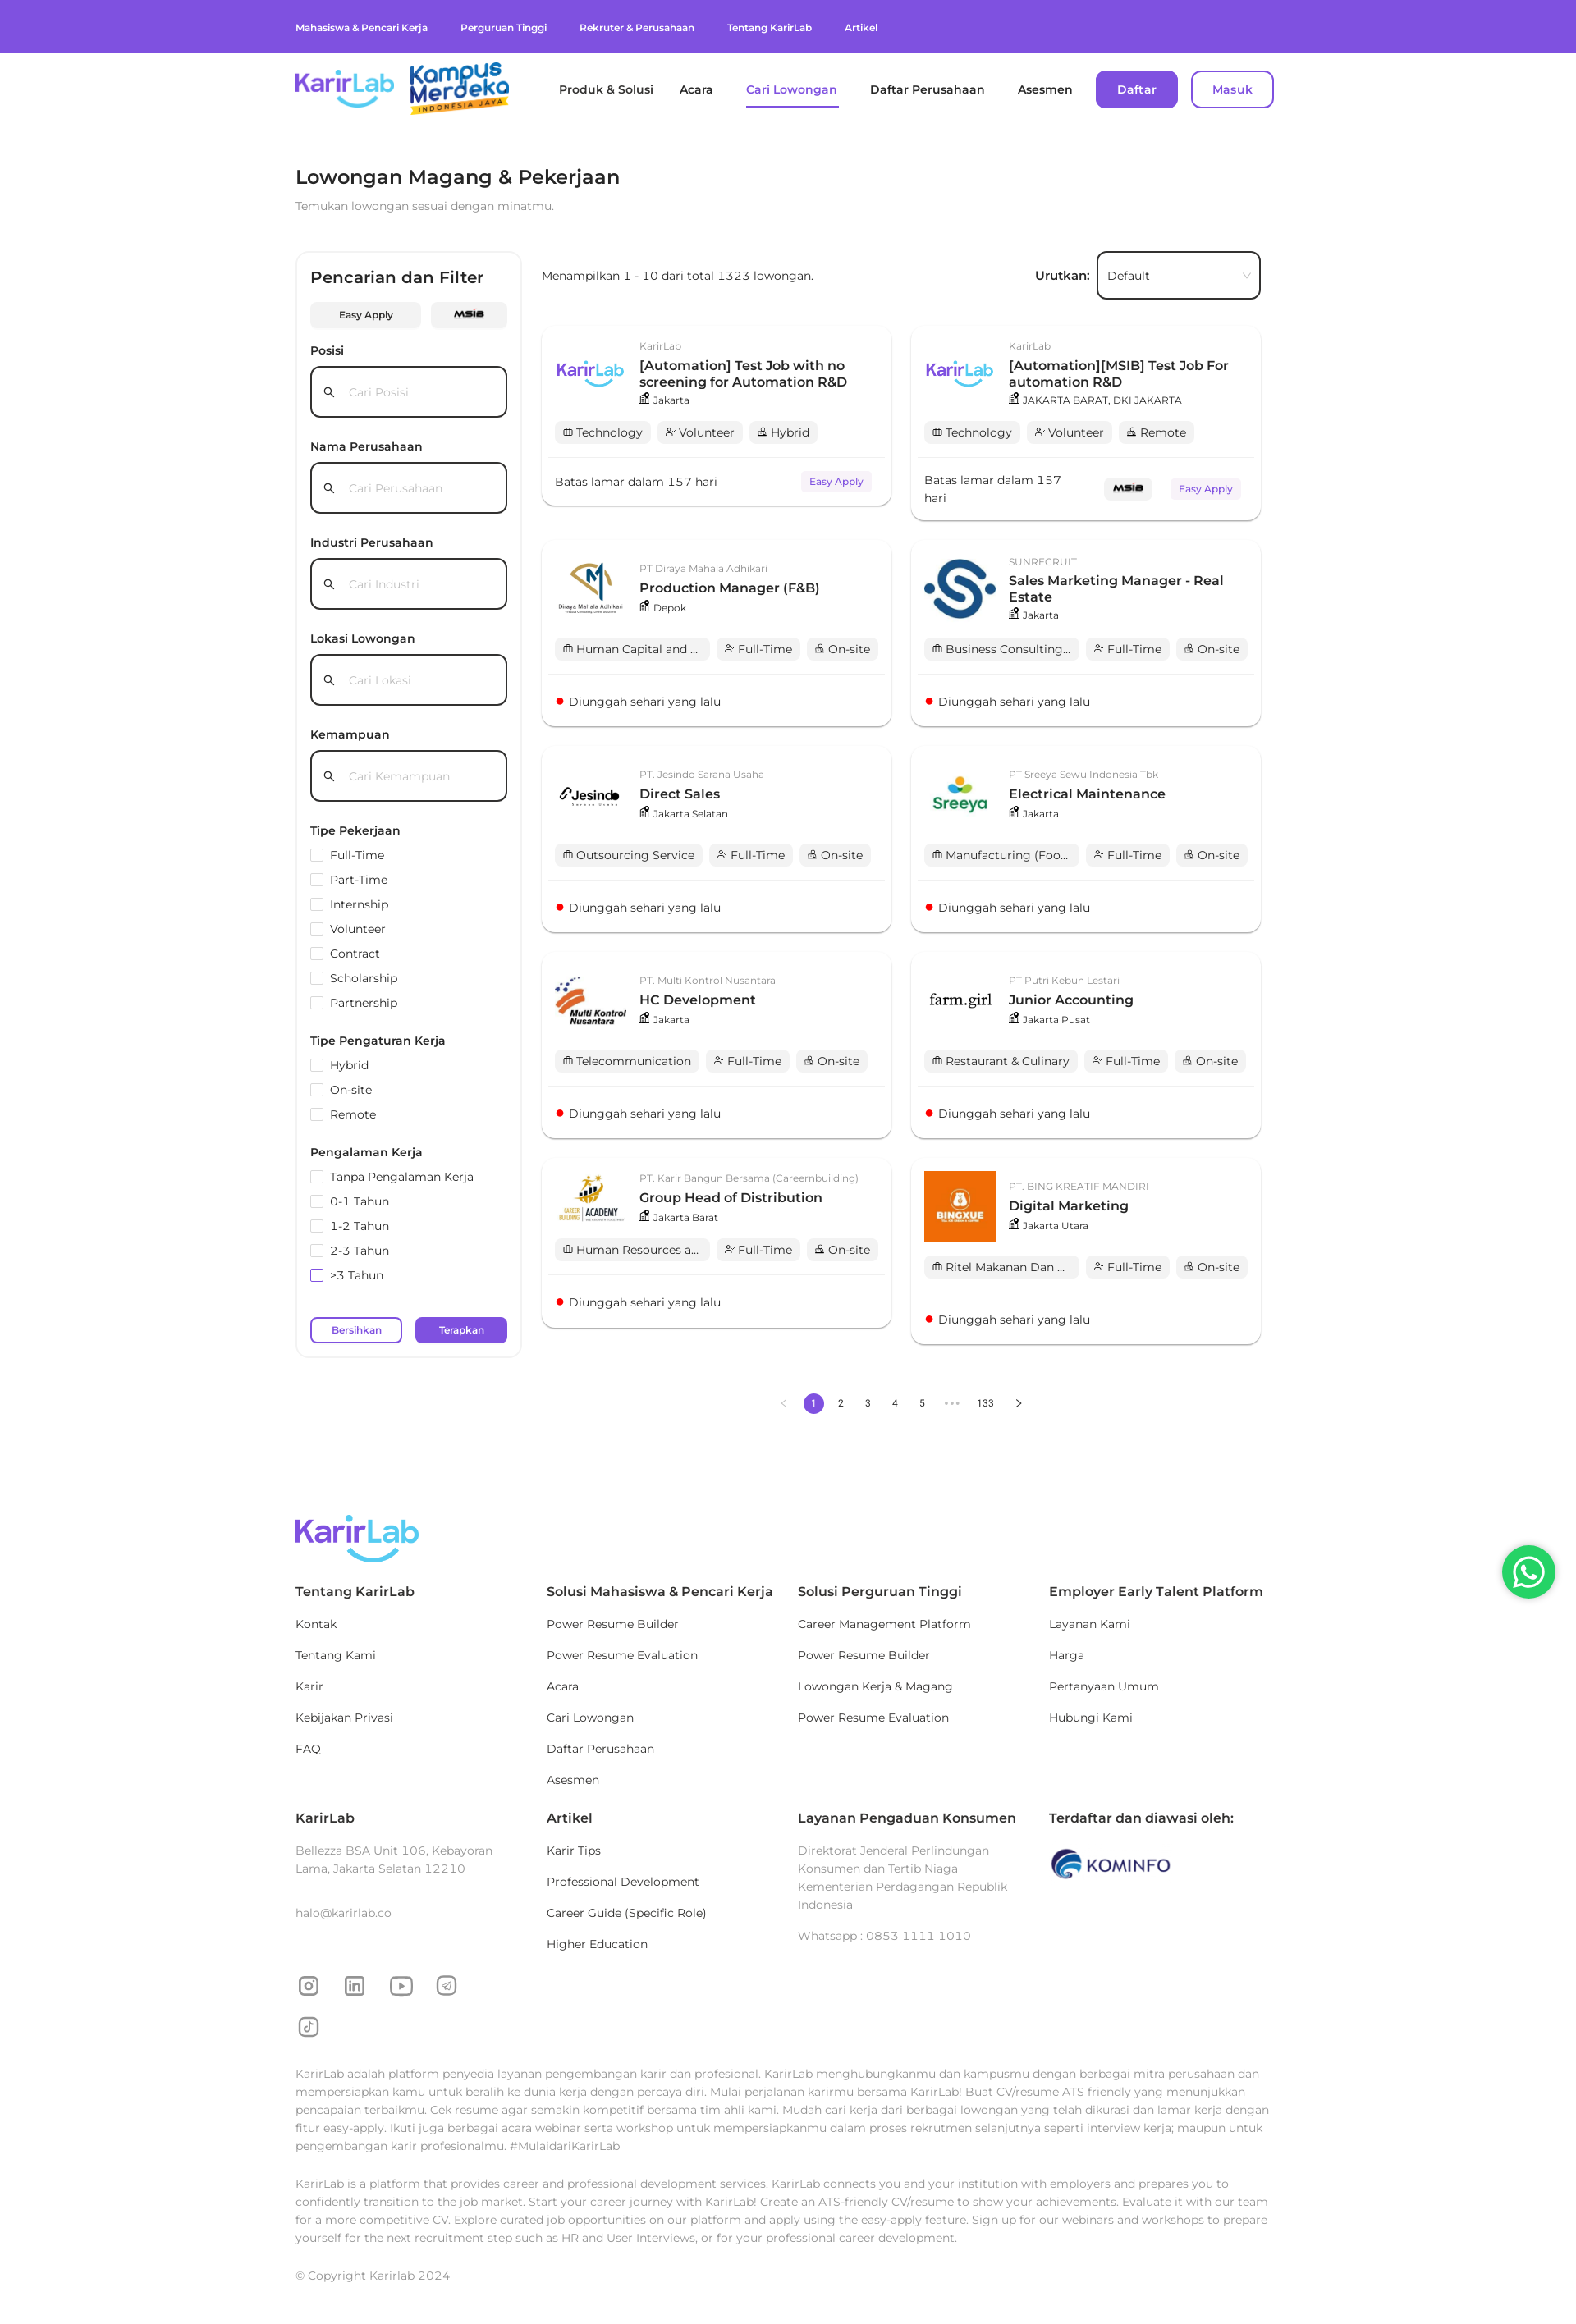 Mahasiswa & Pencari Kerja
Perguruan Tinggi
Rekruter & Perusahaan
Tentang KarirLab
Artikel
KarirLab
Kampus
Merdeka
INDONESIA JAYA
Produk & Solusi
Acara
Cari Lowongan
Daftar Perusahaan
Asesmen
Daftar
Masuk
Lowongan Magang & Pekerjaan
Temukan lowongan sesuai dengan minatmu.
Pencarian dan Filter
Easy Apply
MSIB
Posisi
Cari Posisi
Nama Perusahaan
Cari Perusahaan
Industri Perusahaan
Cari Industri
Lokasi Lowongan
Cari Lokasi
Kemampuan
Cari Kemampuan
Tipe Pekerjaan
Full-Time
Part-Time
Internship
Volunteer
Contract
Scholarship
Partnership
Tipe Pengaturan Kerja
Hybrid
On-site
Remote
Pengalaman Kerja
Tanpa Pengalaman Kerja
0-1 Tahun
1-2 Tahun
2-3 Tahun
>3 Tahun
Bersihkan
Terapkan
Menampilkan 1 - 10 dari total 1323 lowongan.
Urutkan:
Default
KarirLab
KarirLab
[Automation] Test Job with no
screening for Automation R&D
Jakarta
Technology
Volunteer
Hybrid
Batas lamar dalam 157 hari
Easy Apply
KarirLab
KarirLab
[Automation][MSIB] Test Job For
automation R&D
JAKARTA BARAT, DKI JAKARTA
Technology
Volunteer
Remote
Batas lamar dalam 157
hari
MSIB
Easy Apply
Diraya Mahala Adhikari
PT Diraya Mahala Adhikari
Production Manager (F&B)
Depok
Human Capital and ...
Full-Time
On-site
Diunggah sehari yang lalu
SUNRECRUIT
Sales Marketing Manager - Real
Estate
Jakarta
Business Consulting...
Full-Time
On-site
Diunggah sehari yang lalu
Jesindo
Sarana Usaha
PT. Jesindo Sarana Usaha
Direct Sales
Jakarta Selatan
Outsourcing Service
Full-Time
On-site
Diunggah sehari yang lalu
Sreeya
PT Sreeya Sewu Indonesia Tbk
Electrical Maintenance
Jakarta
Manufacturing (Foo...
Full-Time
On-site
Diunggah sehari yang lalu
Multi Kontrol
Nusantara
PT. Multi Kontrol Nusantara
HC Development
Jakarta
Telecommunication
Full-Time
On-site
Diunggah sehari yang lalu
farm.girl
PT Putri Kebun Lestari
Junior Accounting
Jakarta Pusat
Restaurant & Culinary
Full-Time
On-site
Diunggah sehari yang lalu
CAREER
BUILDING
ACADEMY
PT. Karir Bangun Bersama (Careernbuilding)
Group Head of Distribution
Jakarta Barat
Human Resources a...
Full-Time
On-site
Diunggah sehari yang lalu
BINGXUE
PT. BING KREATIF MANDIRI
Digital Marketing
Jakarta Utara
Ritel Makanan Dan ...
Full-Time
On-site
Diunggah sehari yang lalu
1
2
3
4
5
•••
133
KarirLab
Tentang KarirLab
Kontak
Tentang Kami
Karir
Kebijakan Privasi
FAQ
Solusi Mahasiswa & Pencari Kerja
Power Resume Builder
Power Resume Evaluation
Acara
Cari Lowongan
Daftar Perusahaan
Asesmen
Solusi Perguruan Tinggi
Career Management Platform
Power Resume Builder
Lowongan Kerja & Magang
Power Resume Evaluation
Employer Early Talent Platform
Layanan Kami
Harga
Pertanyaan Umum
Hubungi Kami
KarirLab
Bellezza BSA Unit 106, Kebayoran
Lama, Jakarta Selatan 12210
halo@karirlab.co
Artikel
Karir Tips
Professional Development
Career Guide (Specific Role)
Higher Education
Layanan Pengaduan Konsumen
Direktorat Jenderal Perlindungan
Konsumen dan Tertib Niaga
Kementerian Perdagangan Republik
Indonesia
Whatsapp : 0853 1111 1010
Terdaftar dan diawasi oleh:
KOMINFO
KarirLab adalah platform penyedia layanan pengembangan karir dan profesional. KarirLab menghubungkanmu dan kampusmu dengan berbagai mitra perusahaan dan
mempersiapkan kamu untuk beralih ke dunia kerja dengan percaya diri. Mulai perjalanan karirmu bersama KarirLab! Buat CV/resume ATS friendly yang menunjukkan
pencapaian terbaikmu. Cek resume agar semakin kompetitif bersama tim ahli kami. Mudah cari kerja dari berbagai lowongan yang telah dikurasi dan lamar kerja dengan
fitur easy-apply. Ikuti juga berbagai acara webinar serta workshop untuk mempersiapkanmu dalam proses rekrutmen selanjutnya seperti interview kerja; maupun untuk
pengembangan karir profesionalmu. #MulaidariKarirLab
KarirLab is a platform that provides career and professional development services. KarirLab connects you and your institution with employers and prepares you to
confidently transition to the job market. Start your career journey with KarirLab! Create an ATS-friendly CV/resume to show your achievements. Evaluate it with our team
for a more competitive CV. Explore curated job opportunities on our platform and apply using the easy-apply feature. Sign up for our webinars and workshops to prepare
yourself for the next recruitment step such as HR and User Interviews, or for your professional career development.
© Copyright Karirlab 2024